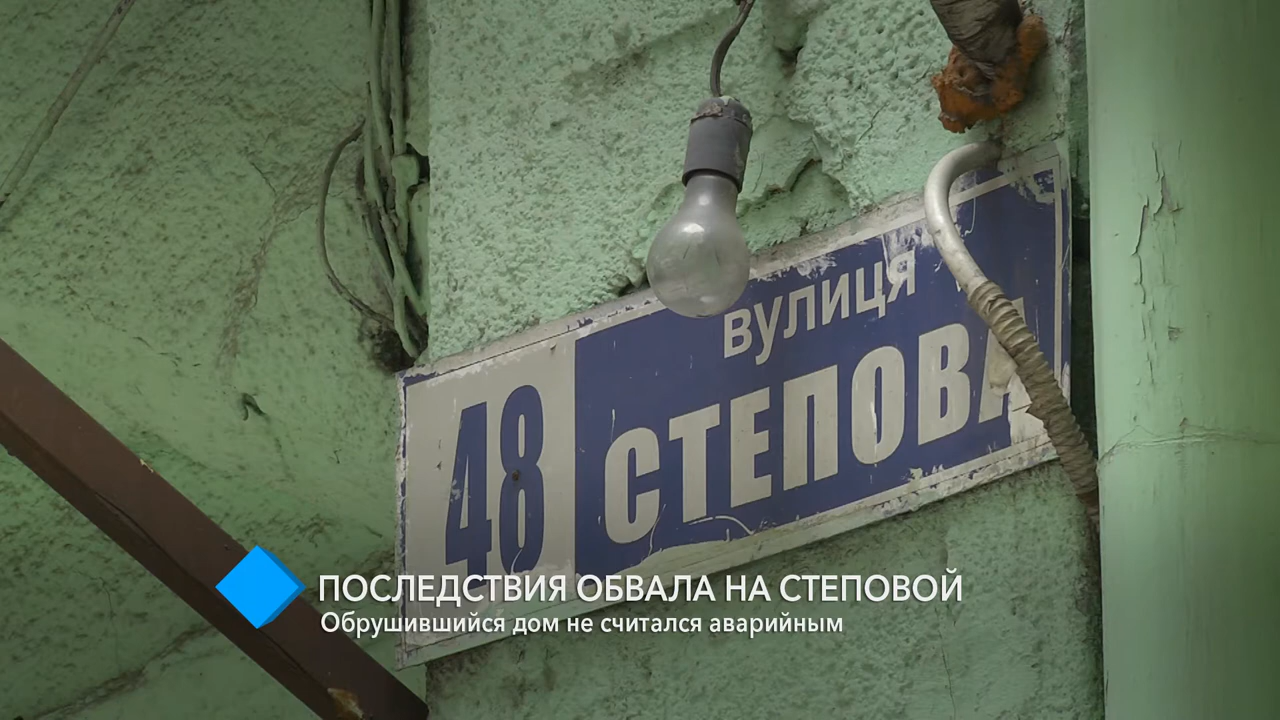 вулиця
48
СТЕПОВА
ПОСЛЕДСТВИЯ ОБВАЛА НА СТЕПОВОЙ
Обрушившийся дом не считался аварийным